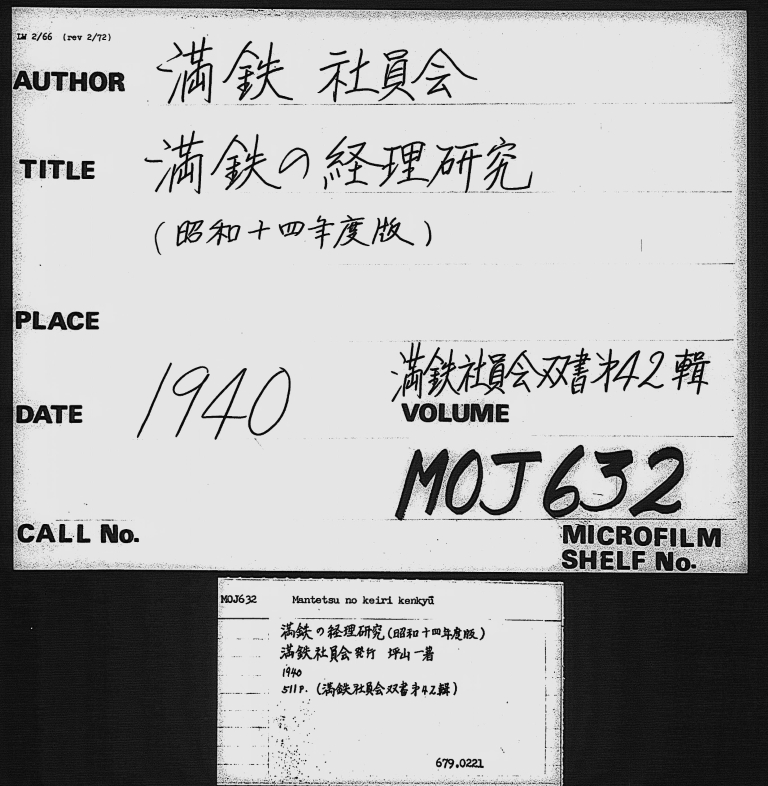 LW 2/66 (rev 2/72)
AUTHOR 満鉄 社員会
TITLE 満鉄の経理研究
(昭和十四年度版)
PLACE
満鉄社員会双書第42輯
DATE 1940 VOLUME
MOJ632
CALL No. MICROFILM
SHELF No.
MOJ632 Mantetsu no keiri kenkyū
満鉄の経理研究(昭和十四年度版)
満鉄社員会発行 坪山一著
1940
511P. (満鉄社員会双書第42輯)
679.0221